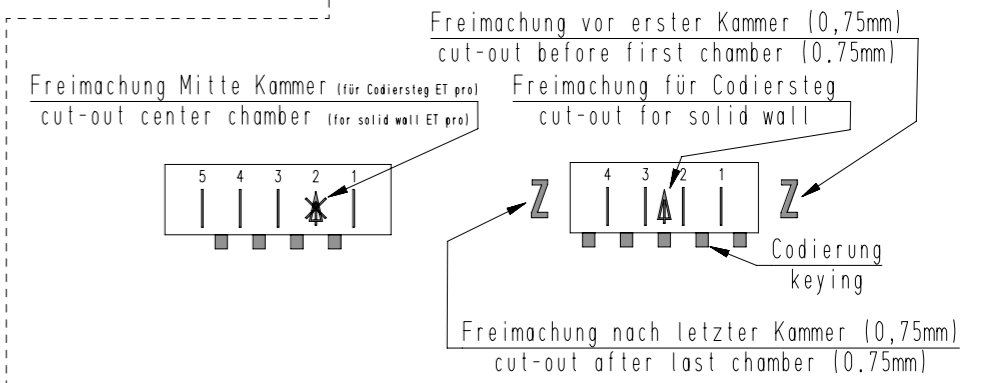 Freimachung vor erster Kammer (0,75mm)
cut-out before first chamber (0.75mm)
Freimachung Mitte Kammer (für Codiersteg ET pro)
cut-out center chamber (for solid wall ET pro)
Freimachung für Codiersteg
cut-out for solid wall
5 4 3 2 1
Z 4 3 2 1 Z
Codierung
keying
Freimachung nach letzter Kammer (0,75mm)
cut-out after last chamber (0.75mm)